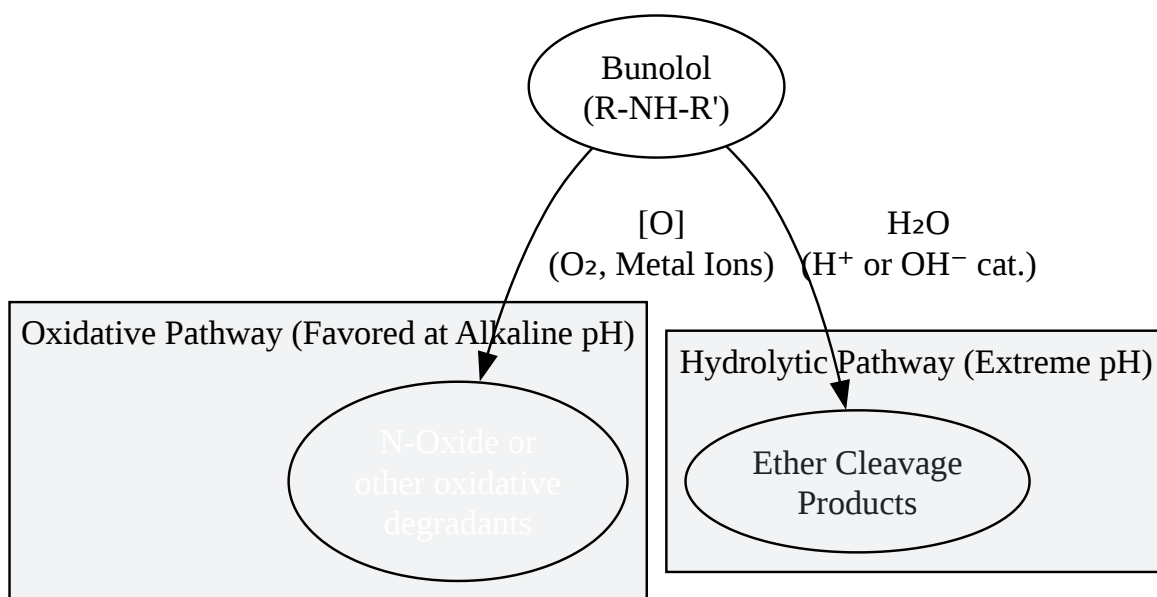 Bunolol
(R-NH-R')
[O]
(O₂, Metal Ions)
H₂O
(H⁺ or OH⁻ cat.)
Oxidative Pathway (Favored at Alkaline pH)
Hydrolytic Pathway (Extreme pH)
N-Oxide or
other oxidative
degradants
Ether Cleavage
Products